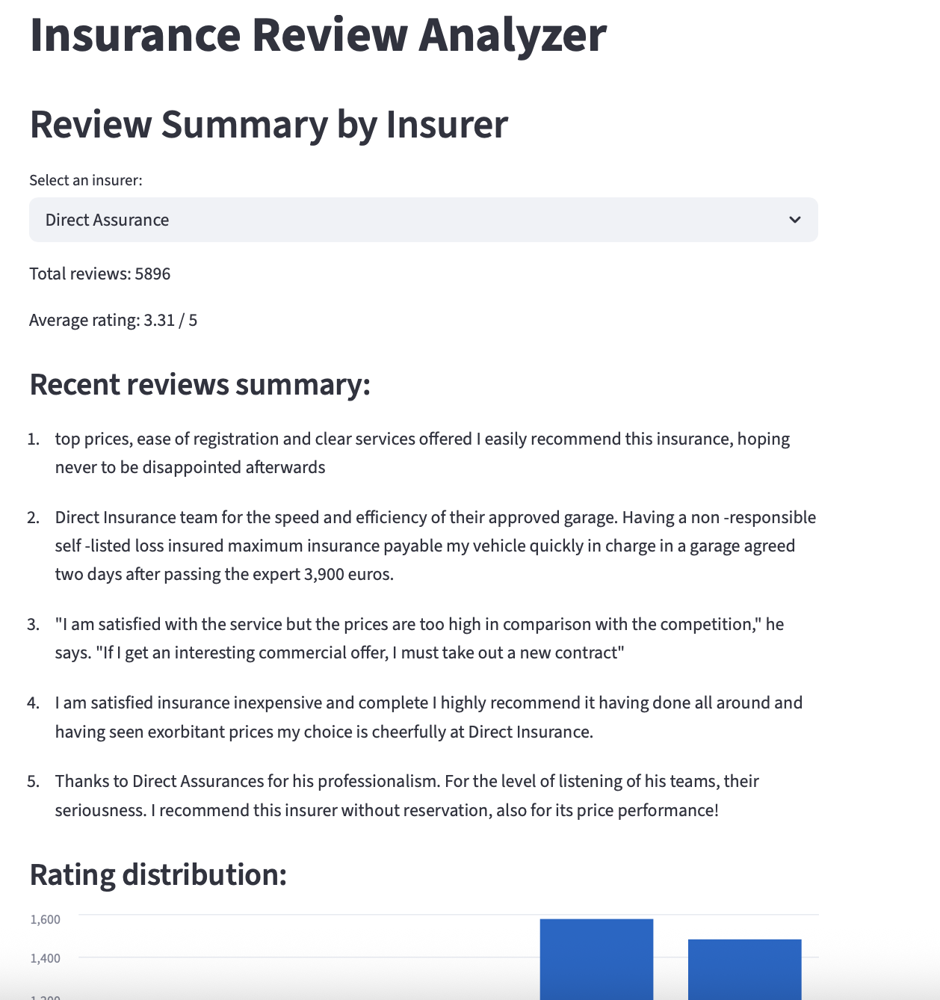 Insurance Review Analyzer
Review Summary by Insurer
Select an insurer:
Direct Assurance
Total reviews: 5896
Average rating: 3.31 / 5
Recent reviews summary:
1. top prices, ease of registration and clear services offered I easily recommend this insurance, hoping
never to be disappointed afterwards
2. Direct Insurance team for the speed and efficiency of their approved garage. Having a non -responsible
self -listed loss insured maximum insurance payable my vehicle quickly in charge in a garage agreed
two days after passing the expert 3,900 euros.
3. "I am satisfied with the service but the prices are too high in comparison with the competition," he
says. "If I get an interesting commercial offer, I must take out a new contract"
4. I am satisfied insurance inexpensive and complete I highly recommend it having done all around and
having seen exorbitant prices my choice is cheerfully at Direct Insurance.
5. Thanks to Direct Assurances for his professionalism. For the level of listening of his teams, their
seriousness. I recommend this insurer without reservation, also for its price performance!
Rating distribution:
1,600
1,400